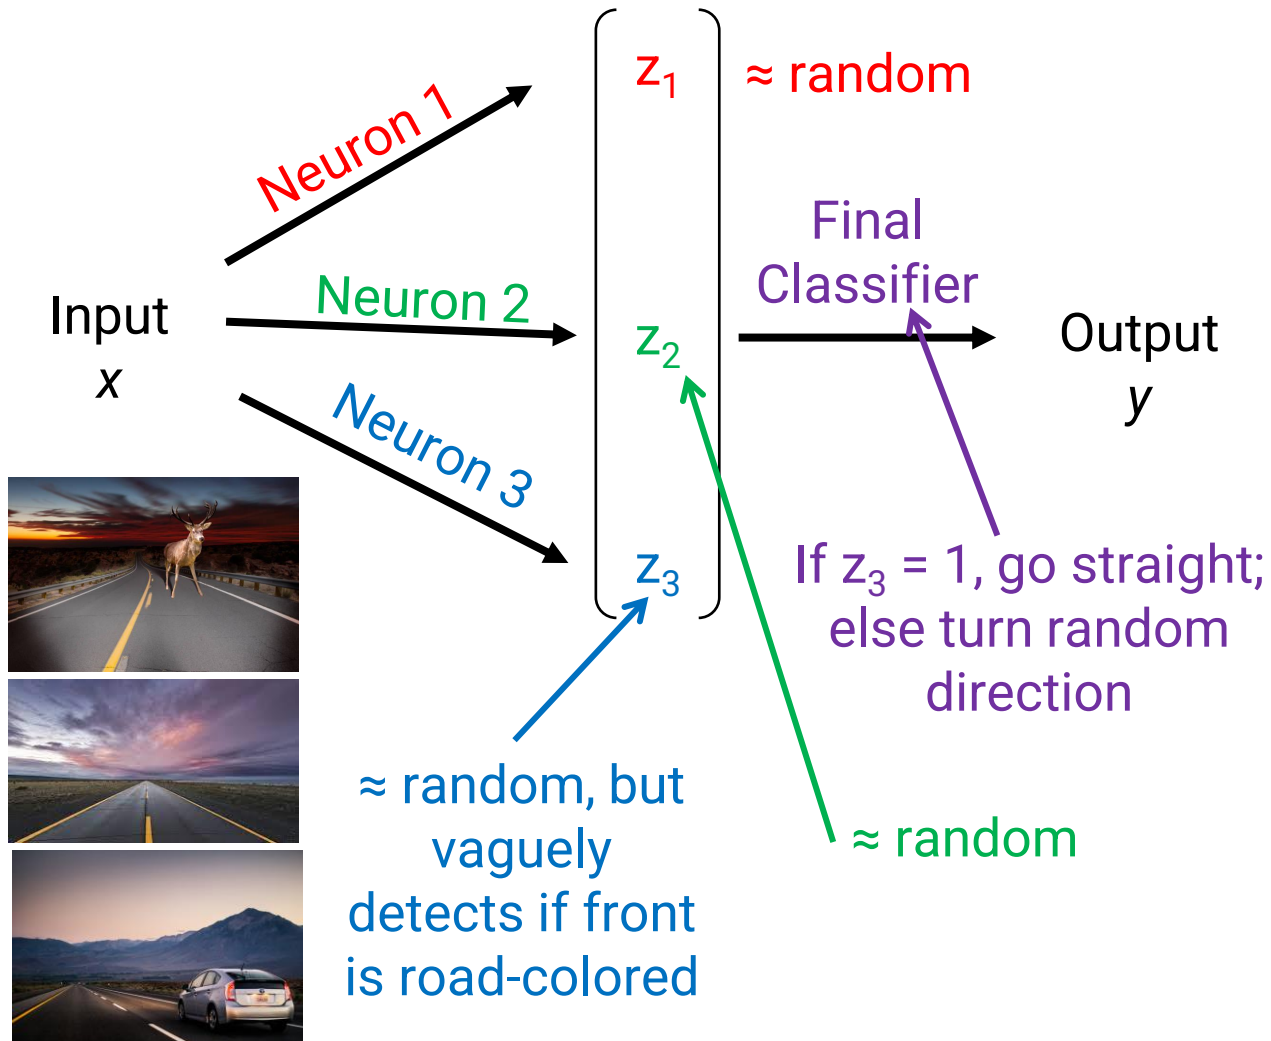 z₁
≈ random
Neuron 1
Final
Classifier
Neuron 2
Input
x
z₂
Output
y
Neuron 3
z₃
If z₃ = 1, go straight;
else turn random
direction
≈ random, but
vaguely
detects if front
is road-colored
≈ random